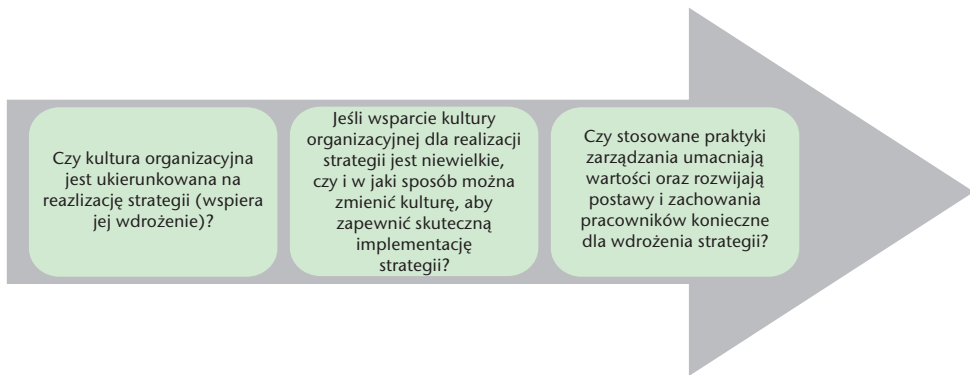 Czy kultura organizacyjna
jest ukierunkowana na
reazlizację strategii (wspiera
jej wdrożenie)?
Jeśli wsparcie kultury
organizacyjnej dla realizacji
strategii jest niewielkie,
czy i w jaki sposób można
zmienić kulturę, aby
zapewnić skuteczną
implementację
strategii?
Czy stosowane praktyki
zarządzania umacniają
wartości oraz rozwijają
postawy i zachowania
pracowników konieczne
dla wdrożenia strategii?